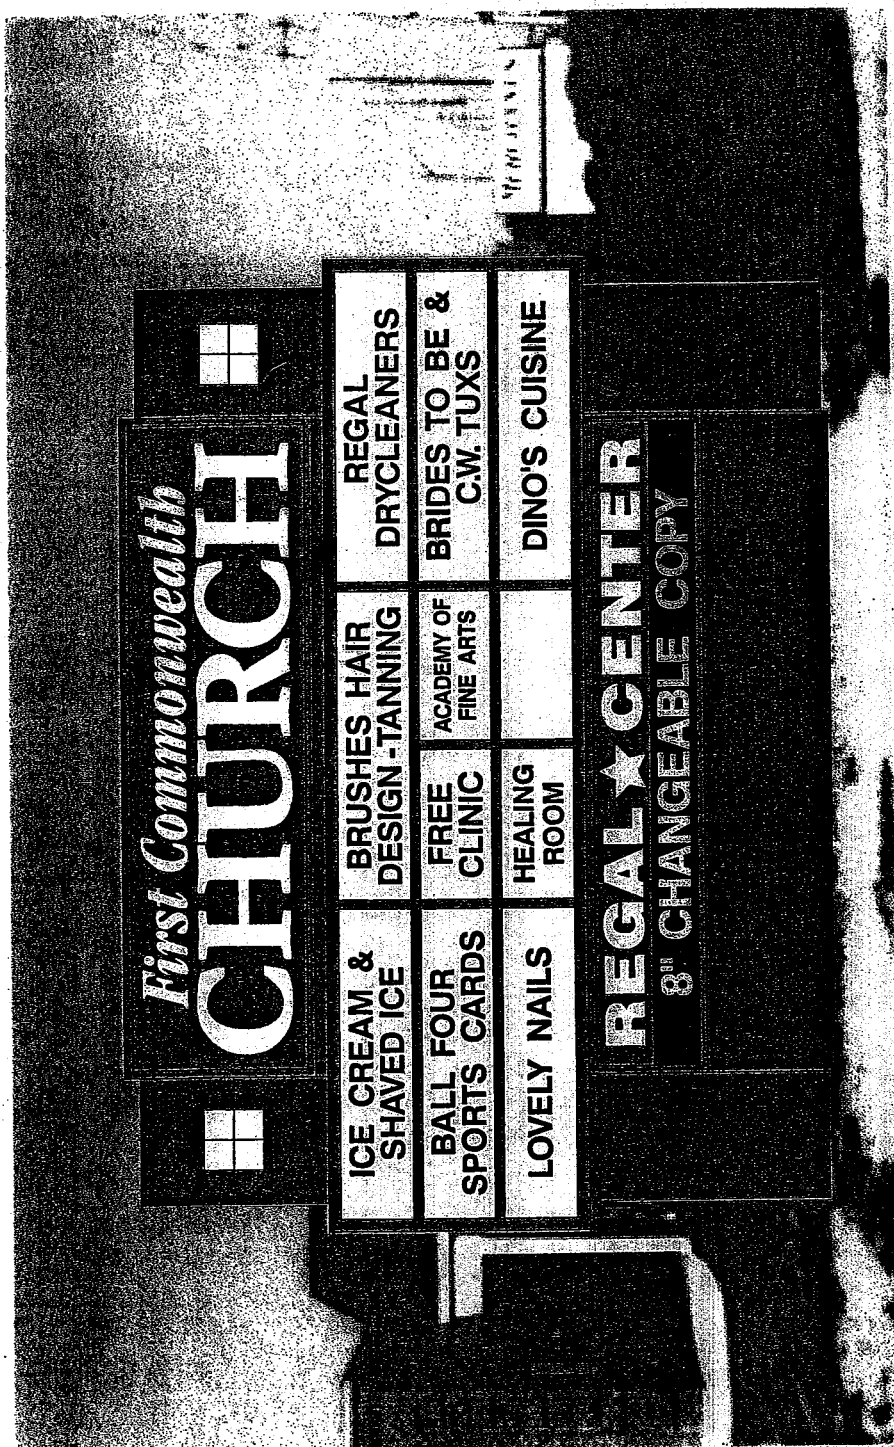 First Commonwealth
CHURCH
ICE CREAM &
SHAVED ICE
BRUSHES HAIR
DESIGN-TANNING
REGAL
DRYCLEANERS
BALL FOUR
SPORTS CARDS
FREE
CLINIC
ACADEMY OF
FINE ARTS
BRIDES TO BE &
C.W. TUXS
LOVELY NAILS
HEALING
ROOM
DINO'S CUISINE
REGAL★CENTER
8" CHANGEABLE COPY